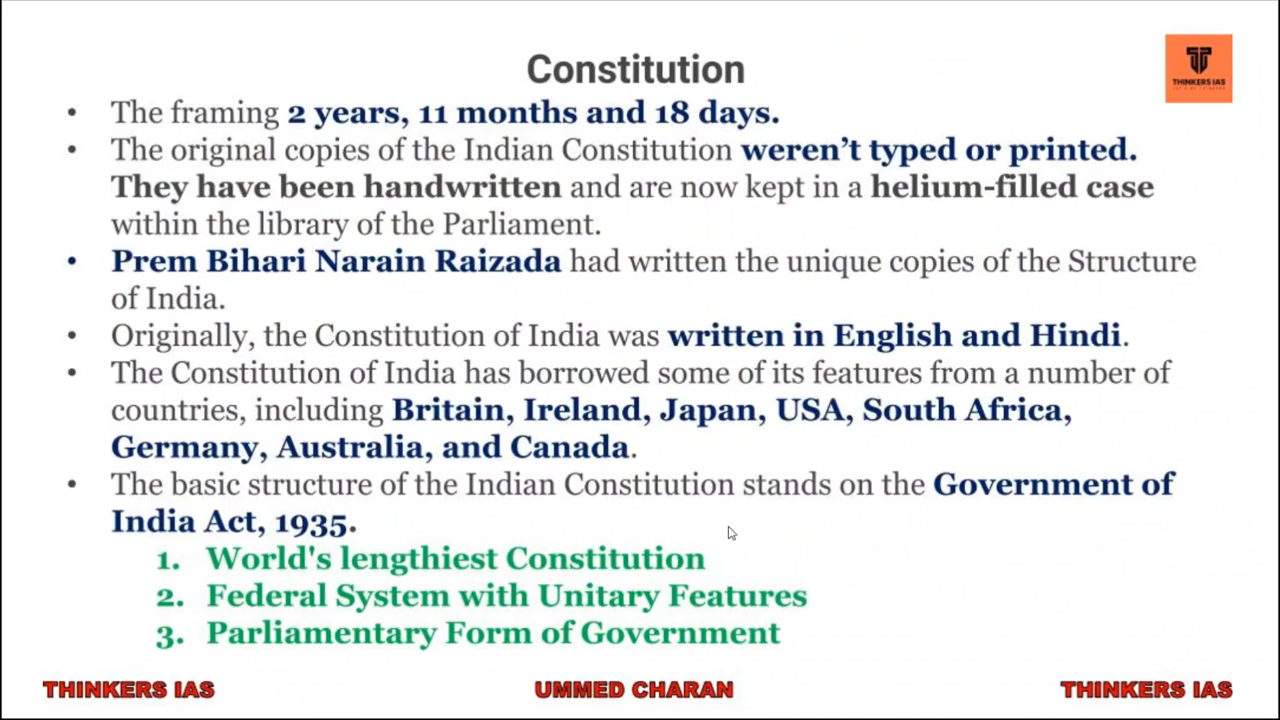 Constitution
THINKERS IAS
• The framing 2 years, 11 months and 18 days.
• The original copies of the Indian Constitution weren’t typed or printed.
They have been handwritten and are now kept in a helium-filled case
within the library of the Parliament.
• Prem Bihari Narain Raizada had written the unique copies of the Structure
of India.
• Originally, the Constitution of India was written in English and Hindi.
• The Constitution of India has borrowed some of its features from a number of
countries, including Britain, Ireland, Japan, USA, South Africa,
Germany, Australia, and Canada.
• The basic structure of the Indian Constitution stands on the Government of
India Act, 1935.
1. World's lengthiest Constitution
2. Federal System with Unitary Features
3. Parliamentary Form of Government
THINKERS IAS UMMED CHARAN THINKERS IAS